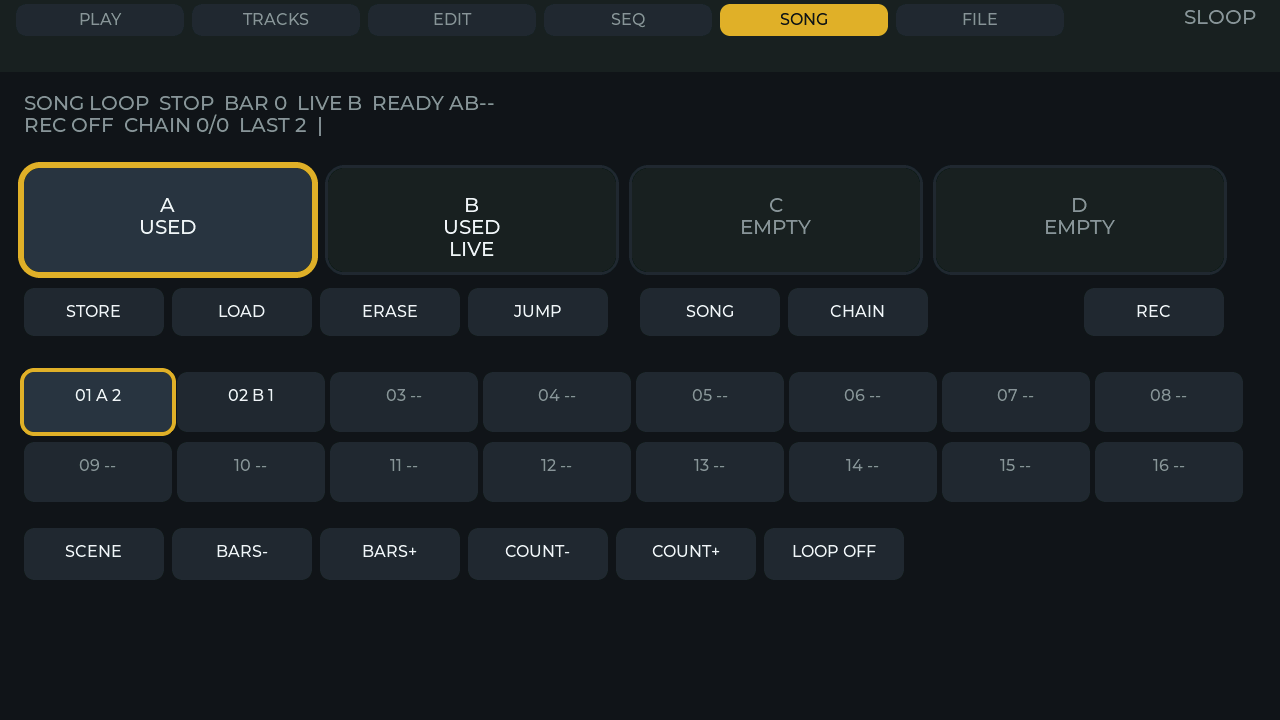 PLAY TRACKS EDIT SEQ SONG FILE SLOOP
SONG LOOP  STOP  BAR 0  LIVE B  READY AB--
REC OFF  CHAIN 0/0  LAST 2  |
A
USED
B
USED
LIVE
C
EMPTY
D
EMPTY
STORE LOAD ERASE JUMP SONG CHAIN REC
01 A 2 02 B 1 03 -- 04 -- 05 -- 06 -- 07 -- 08 --
09 -- 10 -- 11 -- 12 -- 13 -- 14 -- 15 -- 16 --
SCENE BARS- BARS+ COUNT- COUNT+ LOOP OFF